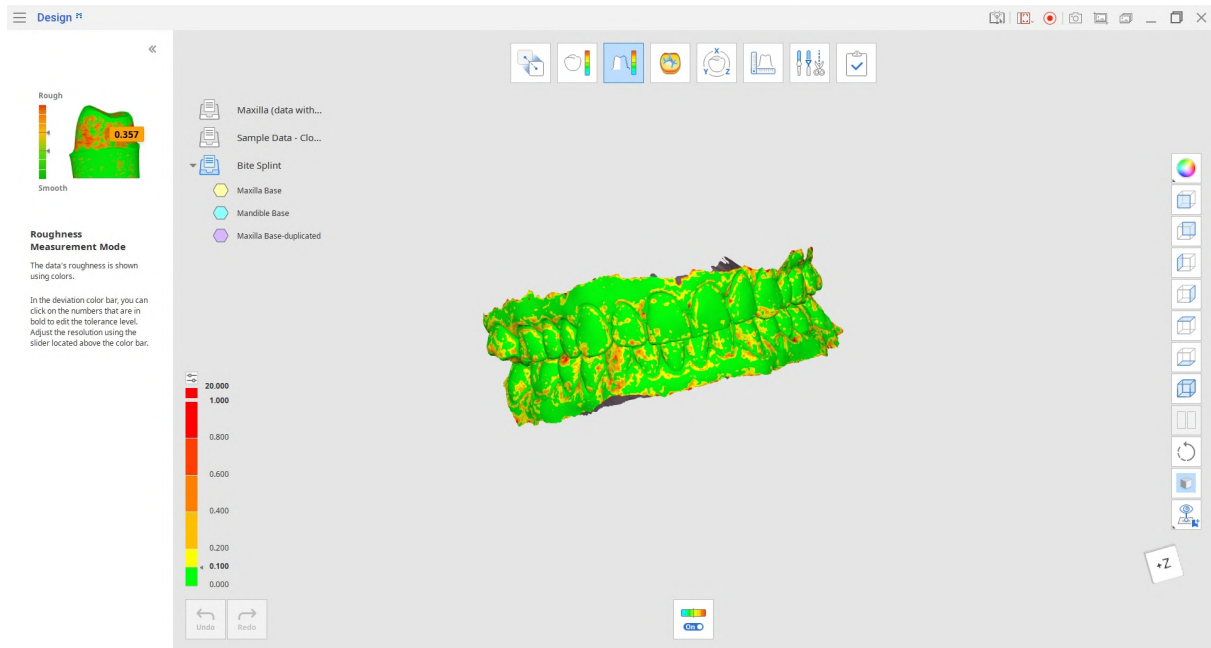 Design
Rough
0.357
Smooth
Roughness
Measurement Mode
The data's roughness is shown
using colors.
In the deviation color bar, you can
click on the numbers that are in
bold to edit the tolerance level.
Adjust the resolution using the
slider located above the color bar.
X
Y
Z
Maxilla (data with...
Sample Data - Clo...
Bite Splint
Maxilla Base
Mandible Base
Maxilla Base-duplicated
20.000
1.000
0.800
0.600
0.400
0.200
0.100
0.000
Undo
Redo
On
+Z